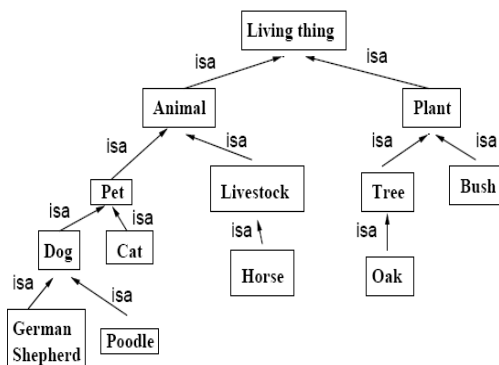 Living thing
isa
isa
Animal
Plant
isa
isa
isa
isa
Pet
Livestock
Tree
Bush
isa
isa
isa
isa
Dog
Cat
Horse
Oak
isa
isa
German
Shepherd
Poodle